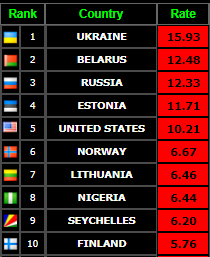 Rank Country Rate
1 UKRAINE 15.93
2 BELARUS 12.48
3 RUSSIA 12.33
4 ESTONIA 11.71
5 UNITED STATES 10.21
6 NORWAY 6.67
7 LITHUANIA 6.46
8 NIGERIA 6.44
9 SEYCHELLES 6.20
10 FINLAND 5.76